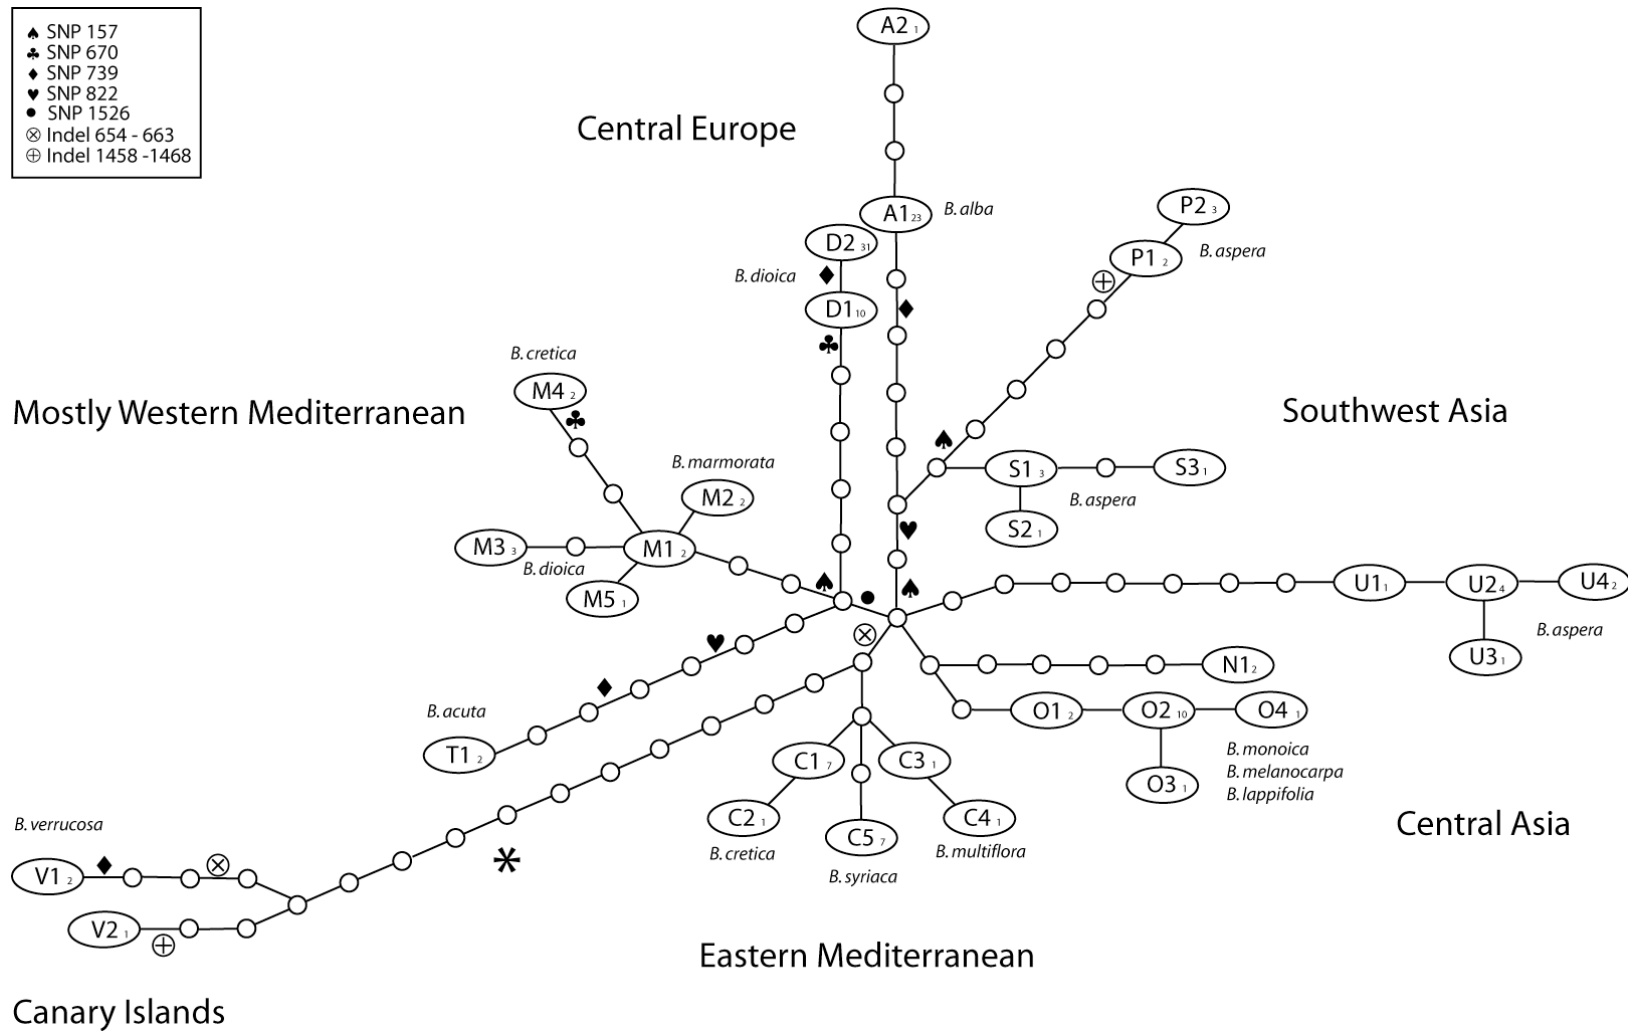 ♠ SNP 157
♣ SNP 670
♦ SNP 739
♥ SNP 822
● SNP 1526
⊗ Indel 654 - 663
⊕ Indel 1458 -1468
A2 1
Central Europe
A1 23
B. alba
P2 3
D2 31
P1 2
B. aspera
B. dioica
D1 10
B. cretica
M4 2
Mostly Western Mediterranean
Southwest Asia
B. marmorata
M2 2
S1 3
S3 1
B. aspera
S2 1
M3 3
M1 2
B. dioica
M5 1
U1 1
U2 4
U4 2
B. aspera
U3 1
N1 2
B. acuta
T1 2
O1 2
O2 10
O4 1
B. monoica
B. melanocarpa
B. lappifolia
O3 1
C1 7
C3 1
C2 1
C4 1
C5 7
B. cretica
B. multiflora
B. syriaca
Central Asia
B. verrucosa
*
V1 2
V2 1
Eastern Mediterranean
Canary Islands